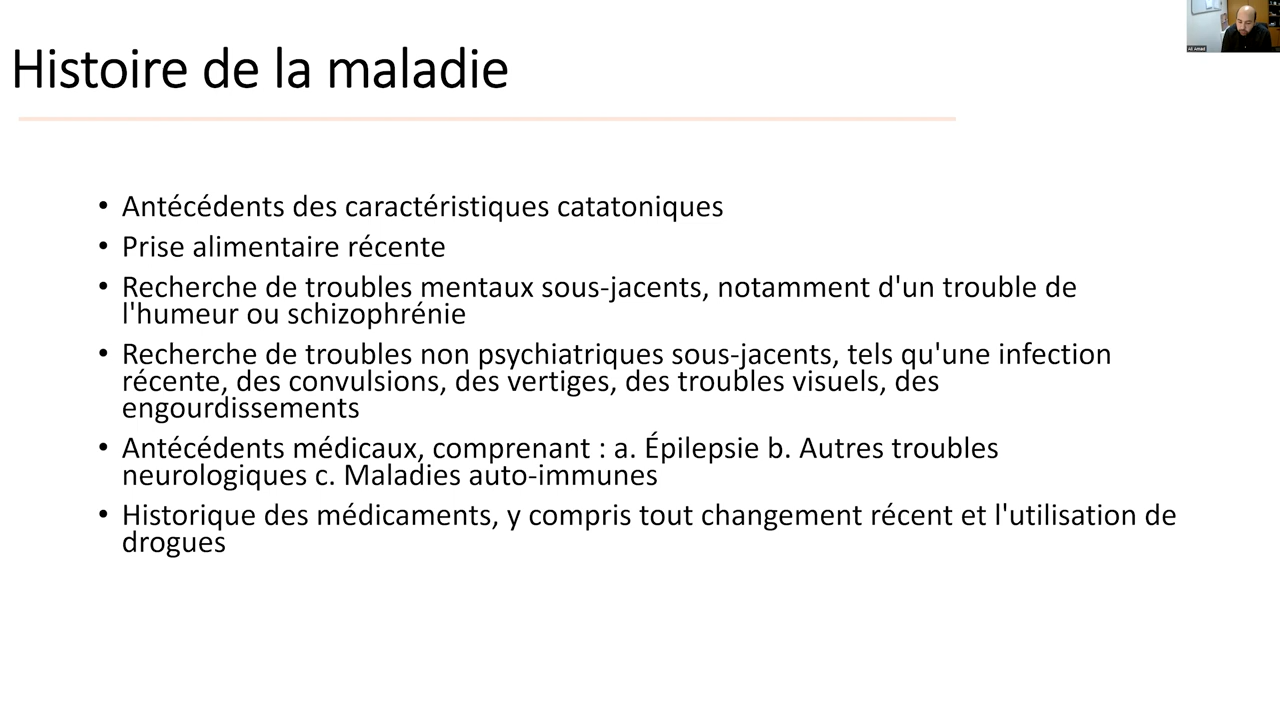 Histoire de la maladie
• Antécédents des caractéristiques catatoniques
• Prise alimentaire récente
• Recherche de troubles mentaux sous-jacents, notamment d'un trouble de
l'humeur ou schizophrénie
• Recherche de troubles non psychiatriques sous-jacents, tels qu'une infection
récente, des convulsions, des vertiges, des troubles visuels, des
engourdissements
• Antécédents médicaux, comprenant : a. Épilepsie b. Autres troubles
neurologiques c. Maladies auto-immunes
• Historique des médicaments, y compris tout changement récent et l'utilisation de
drogues